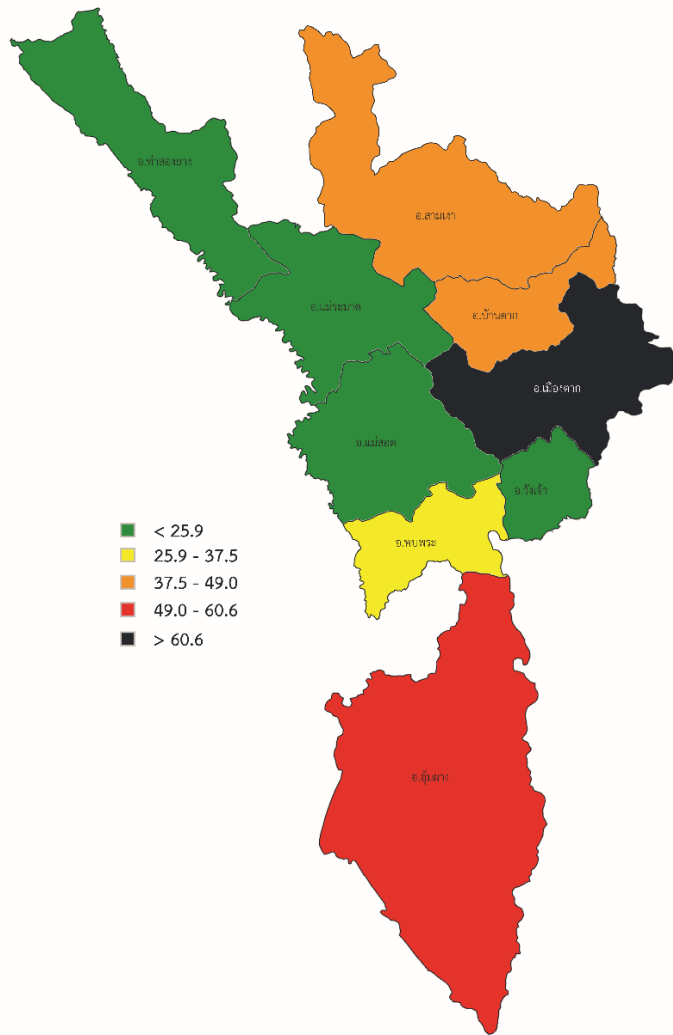 อ.ท่าสองยาง
อ.สามเงา
อ.แม่ระมาด
อ.บ้านตาก
อ.เมืองตาก
อ.แม่สอด
อ.วังเจ้า
อ.พบพระ
< 25.9
25.9 - 37.5
37.5 - 49.0
49.0 - 60.6
> 60.6
อ.อุ้มผาง